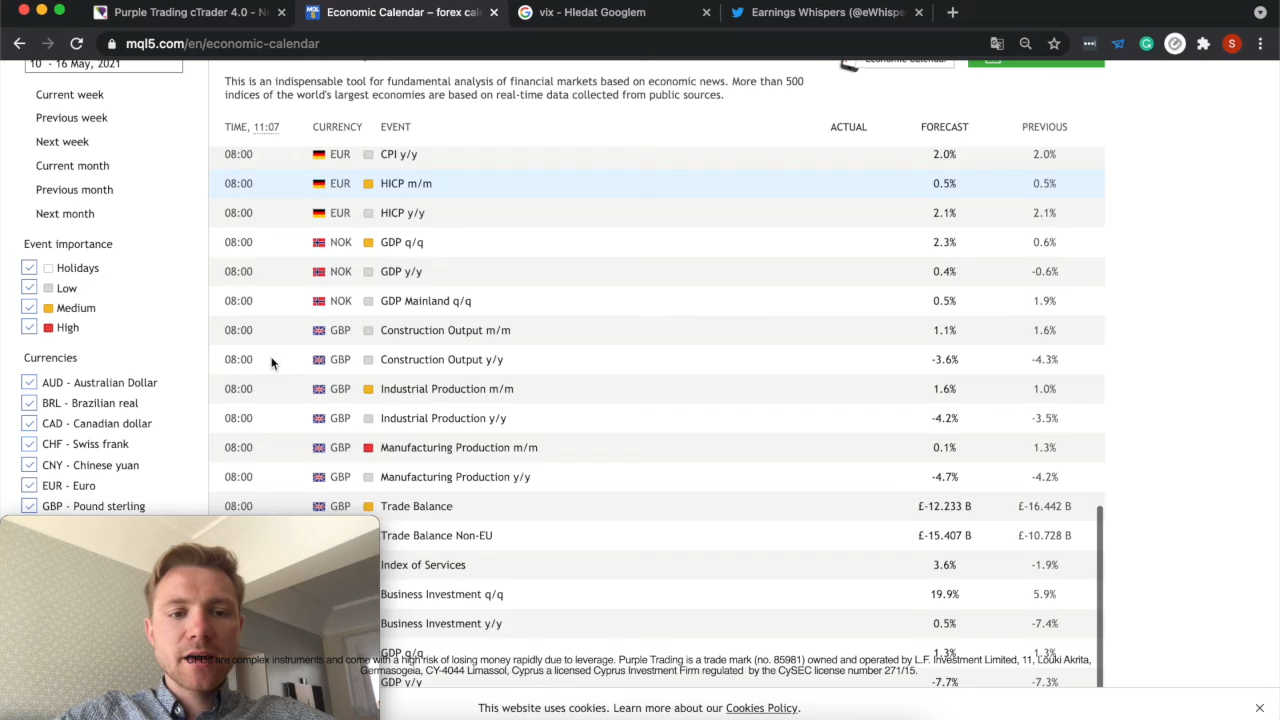 Purple Trading cTrader 4.0 - Ne
Economic Calendar – forex cal
vix - Hledat Googlem
Earnings Whispers (@eWhispe
mql5.com/en/economic-calendar
10 - 16 May, 2021
Current week
Previous week
Next week
Current month
Previous month
Next month
Event importance
Holidays
Low
Medium
High
Currencies
AUD - Australian Dollar
BRL - Brazilian real
CAD - Canadian dollar
CHF - Swiss frank
CNY - Chinese yuan
EUR - Euro
GBP - Pound sterling
Economic Calendar
This is an indispensable tool for fundamental analysis of financial markets based on economic news. More than 500
indices of the world's largest economies are based on real-time data collected from public sources.
TIME, 11:07 CURRENCY EVENT ACTUAL FORECAST PREVIOUS
08:00 EUR CPI y/y 2.0% 2.0%
08:00 EUR HICP m/m 0.5% 0.5%
08:00 EUR HICP y/y 2.1% 2.1%
08:00 NOK GDP q/q 2.3% 0.6%
08:00 NOK GDP y/y 0.4% -0.6%
08:00 NOK GDP Mainland q/q 0.5% 1.9%
08:00 GBP Construction Output m/m 1.1% 1.6%
08:00 GBP Construction Output y/y -3.6% -4.3%
08:00 GBP Industrial Production m/m 1.6% 1.0%
08:00 GBP Industrial Production y/y -4.2% -3.5%
08:00 GBP Manufacturing Production m/m 0.1% 1.3%
08:00 GBP Manufacturing Production y/y -4.7% -4.2%
08:00 GBP Trade Balance £-12.233 B £-16.442 B
Trade Balance Non-EU £-15.407 B £-10.728 B
Index of Services 3.6% -1.9%
Business Investment q/q 19.9% 5.9%
Business Investment y/y 0.5% -7.4%
GDP q/q 1.3% 1.3%
GDP y/y -7.7% -7.3%
CFDs are complex instruments and come with a high risk of losing money rapidly due to leverage. Purple Trading is a trade mark (no. 85981) owned and operated by L.F. Investment Limited, 11, Louki Akrita,
Germasogeia, CY-4044 Limassol, Cyprus a licensed Cyprus Investment Firm regulated by the CySEC license number 271/15.
This website uses cookies. Learn more about our Cookies Policy.
S